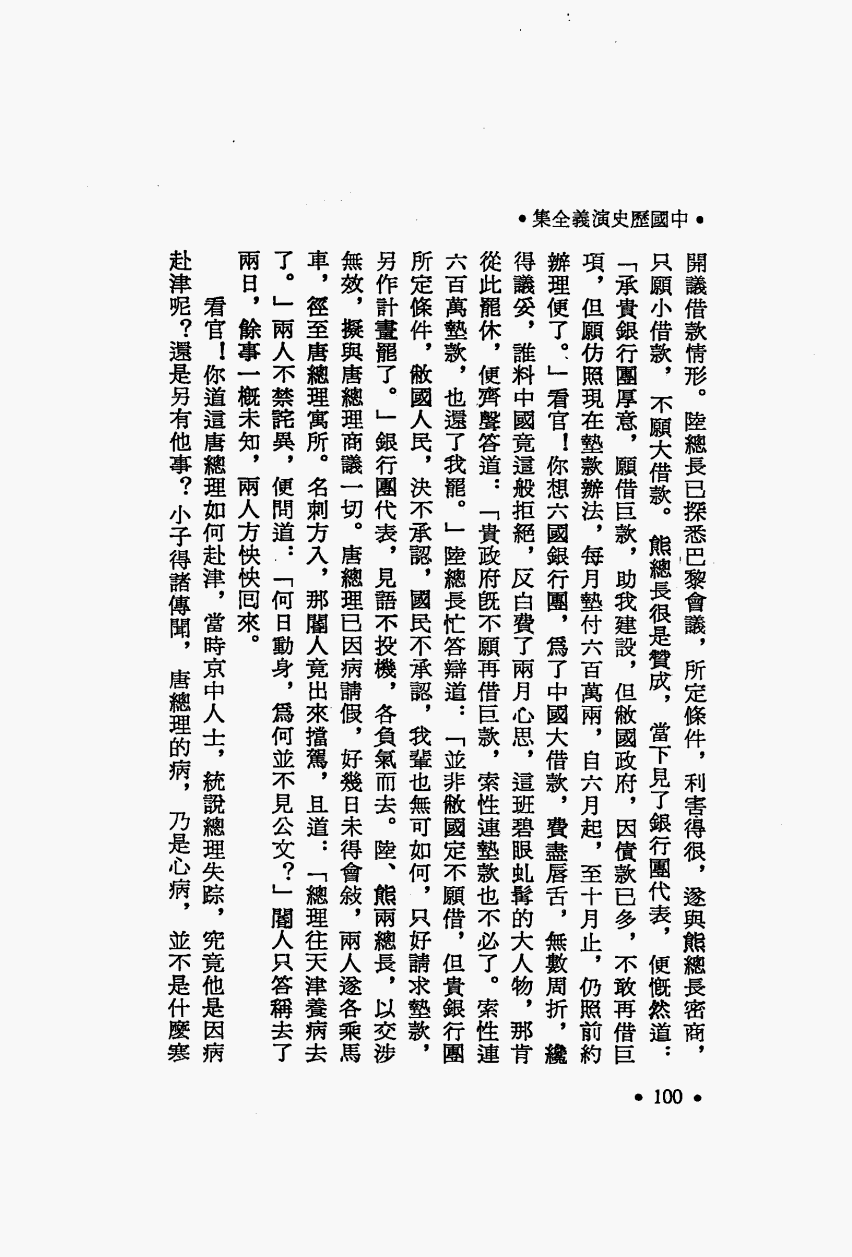 •中國歷史演義全集•
開議借款情形。陸總長已探悉巴黎會議，所定條件，利害得很，遂與熊總長密商，
只願小借款，不願大借款。熊總長很是贊成，當下見了銀行團代表，便慨然道：
「承貴銀行團厚意，願借巨款，助我建設，但敝國政府，因債款已多，不敢再借巨
項，但願仿照現在墊款辦法，每月墊付六百萬兩，自六月起，至十月止，仍照前約
辦理便了。」看官！你想六國銀行團，爲了中國大借款，費盡唇舌，無數周折，纔
得議妥，誰料中國竟這般拒絕，反白費了兩月心思，這班碧眼虬髯的大人物，那肯
從此罷休，便齊聲答道：「貴政府旣不願再借巨款，索性連墊款也不必了。索性連
六百萬墊款，也還了我罷。」陸總長忙答辯道：「並非敝國定不願借，但貴銀行團
所定條件，敝國人民，決不承認，國民不承認，我輩也無可如何，只好請求墊款，
另作計畫罷了。」銀行團代表，見語不投機，各負氣而去。陸、熊兩總長，以交涉
無效，擬與唐總理商議一切。唐總理已因病請假，好幾日未得會敍，兩人遂各乘馬
車，徑至唐總理寓所。名刺方入，那閽人竟出來擋駕，且道：「總理往天津養病去
了。」兩人不禁詫異，便問道：「何日動身，爲何並不見公文？」閽人只答稱去了
兩日，餘事一槪未知，兩人方怏怏囘來。
看官！你道這唐總理如何赴津，當時京中人士，統說總理失踪，究竟他是因病
赴津呢？還是另有他事？小子得諸傳聞，唐總理的病，乃是心病，並不是什麼寒
•100•